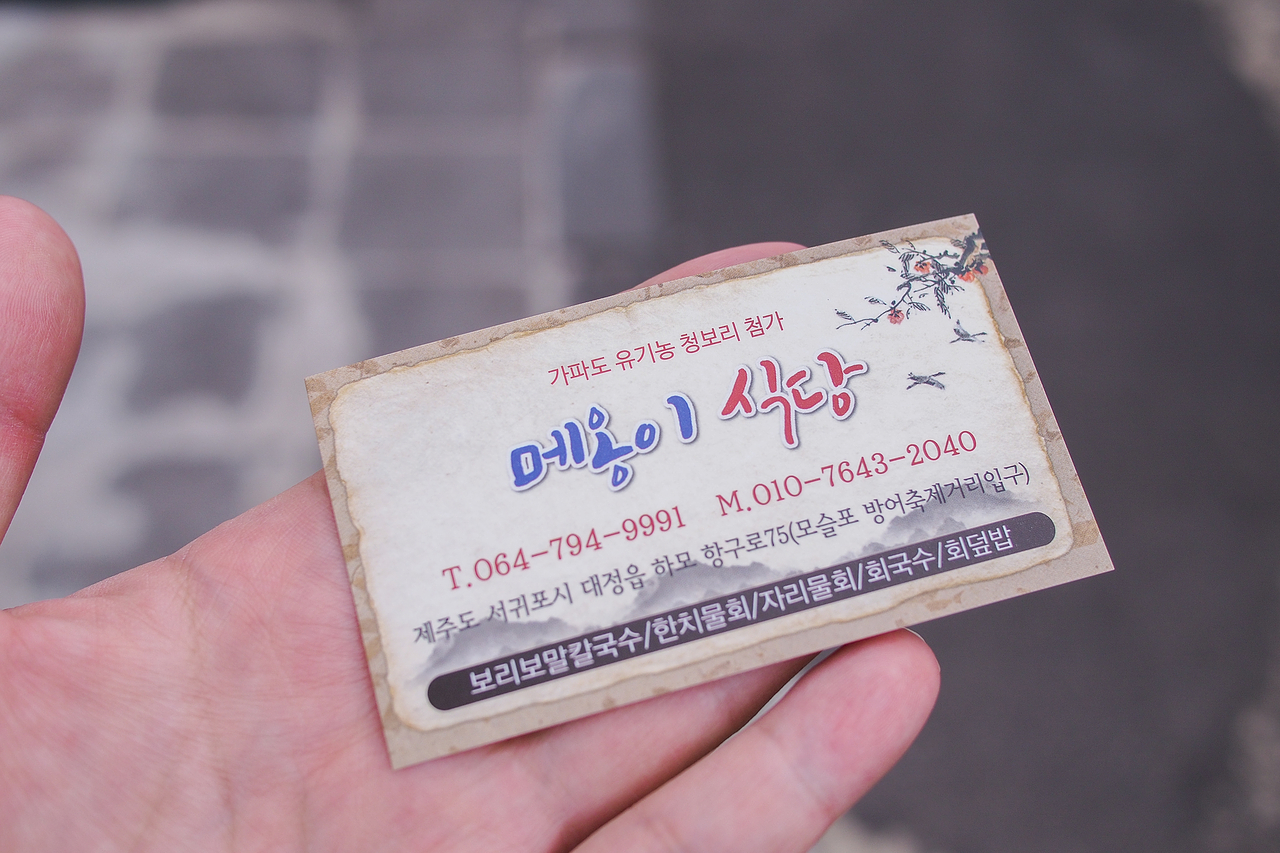 가파도 유기농 청보리 첨가
메옹이 식당
T.064-794-9991 M.010-7643-2040
제주도 서귀포시 대정읍 하모 항구로75(모슬포 방어축제거리입구)
보리보말칼국수/한치물회/자리물회/회국수/회덮밥